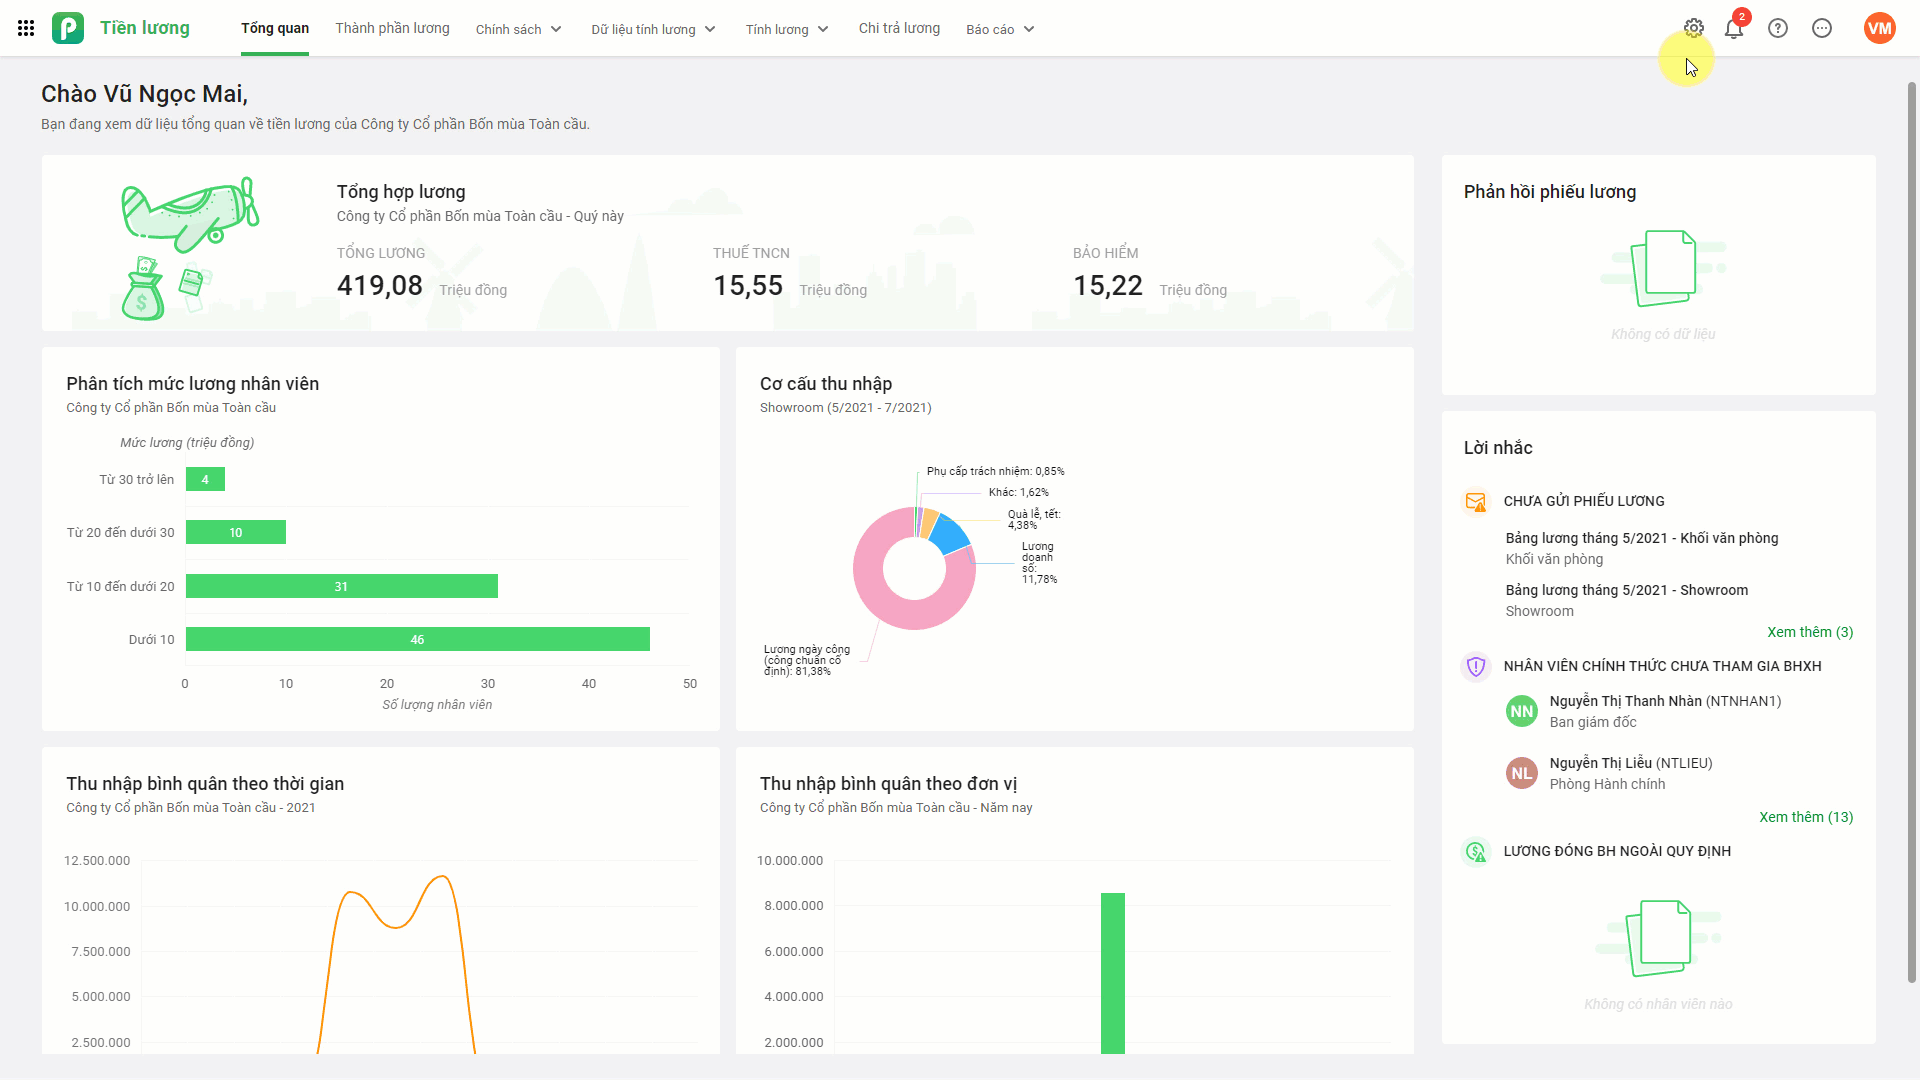 Tiền lương
Tổng quan
Thành phần lương
Chính sách
Dữ liệu tính lương
Tính lương
Chi trả lương
Báo cáo
2
VM
Chào Vũ Ngọc Mai,
Bạn đang xem dữ liệu tổng quan về tiền lương của Công ty Cổ phần Bốn mùa Toàn cầu.
Tổng hợp lương
Công ty Cổ phần Bốn mùa Toàn cầu - Quý này
TỔNG LƯƠNG
419,08 Triệu đồng
THUẾ TNCN
15,55 Triệu đồng
BẢO HIỂM
15,22 Triệu đồng
Phân tích mức lương nhân viên
Công ty Cổ phần Bốn mùa Toàn cầu
Mức lương (triệu đồng)
Từ 30 trở lên
4
Từ 20 đến dưới 30
10
Từ 10 đến dưới 20
31
Dưới 10
46
0
10
20
30
40
50
Số lượng nhân viên
Cơ cấu thu nhập
Showroom (5/2021 - 7/2021)
Phụ cấp trách nhiệm: 0,85%
Khác: 1,62%
Quà lễ, tết:
4,38%
Lương
doanh
số:
11,78%
Lương ngày công
(công chuẩn cố
định): 81,38%
Thu nhập bình quân theo thời gian
Công ty Cổ phần Bốn mùa Toàn cầu - 2021
12.500.000
10.000.000
7.500.000
5.000.000
2.500.000
Thu nhập bình quân theo đơn vị
Công ty Cổ phần Bốn mùa Toàn cầu - Năm nay
10.000.000
8.000.000
6.000.000
4.000.000
2.000.000
Phản hồi phiếu lương
Không có dữ liệu
Lời nhắc
CHƯA GỬI PHIẾU LƯƠNG
Bảng lương tháng 5/2021 - Khối văn phòng
Khối văn phòng
Bảng lương tháng 5/2021 - Showroom
Showroom
Xem thêm (3)
NHÂN VIÊN CHÍNH THỨC CHƯA THAM GIA BHXH
NN
Nguyễn Thị Thanh Nhàn (NTNHAN1)
Ban giám đốc
NL
Nguyễn Thị Liễu (NTLIEU)
Phòng Hành chính
Xem thêm (13)
LƯƠNG ĐÓNG BH NGOÀI QUY ĐỊNH
Không có nhân viên nào